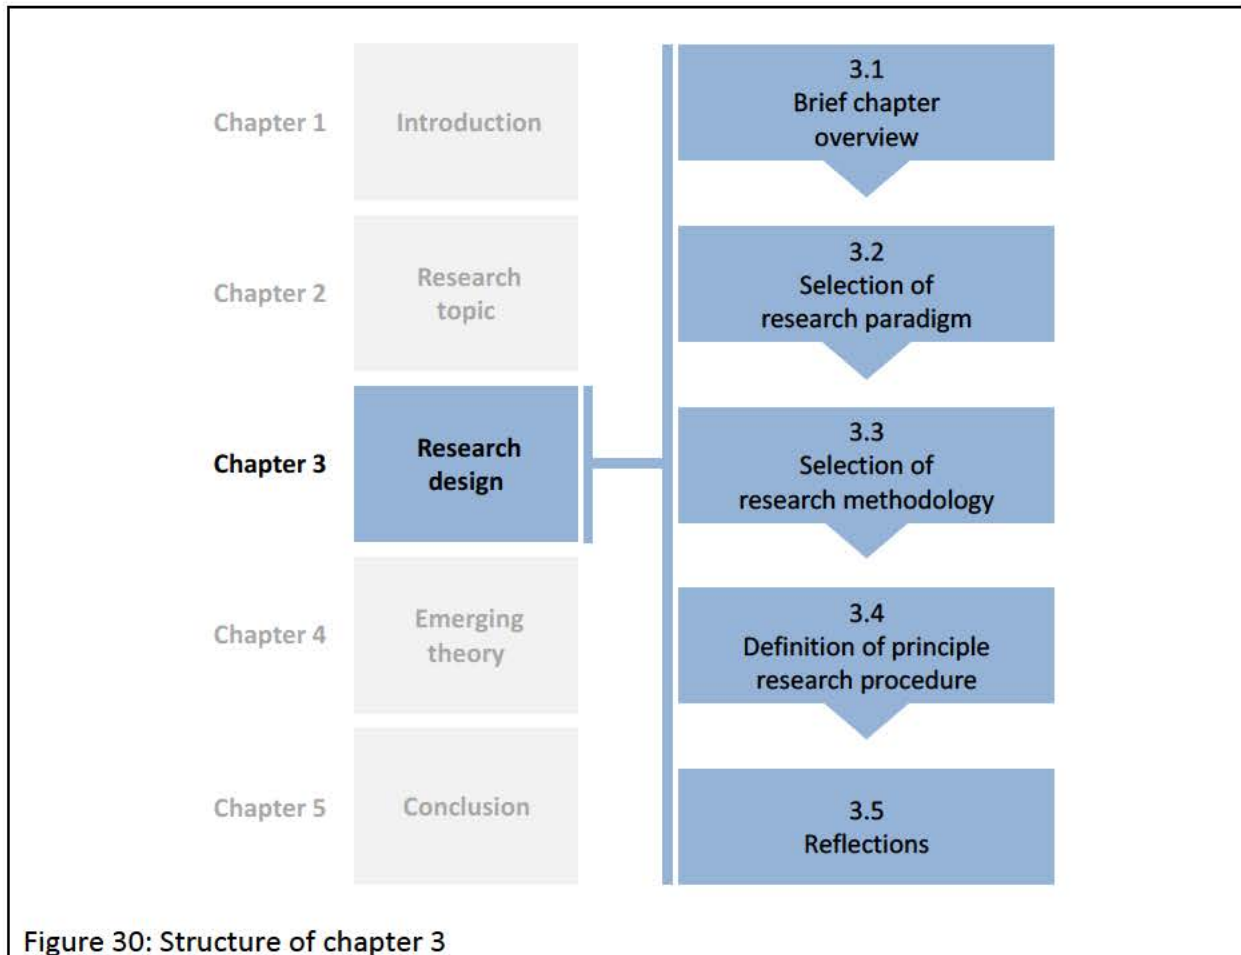 Chapter 1
Introduction
Chapter 2
Research
topic
Chapter 3
Research
design
Chapter 4
Emerging
theory
Chapter 5
Conclusion
3.1
Brief chapter
overview
3.2
Selection of
research paradigm
3.3
Selection of
research methodology
3.4
Definition of principle
research procedure
3.5
Reflections
Figure 30: Structure of chapter 3